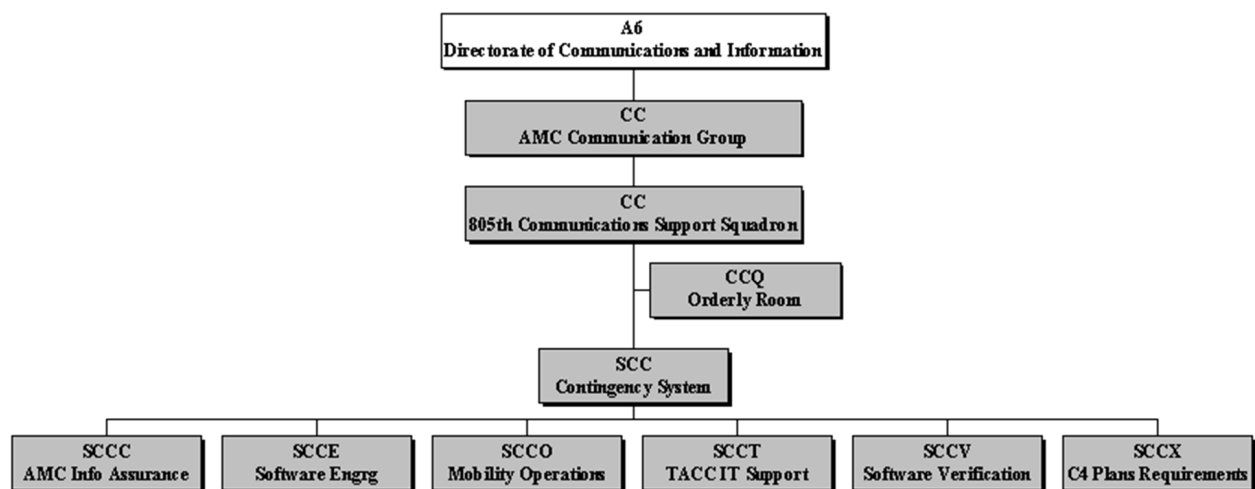 A6
Directorate of Communications and Information
CC
AMC Communication Group
CC
805th Communications Support Squadron
CCQ
Orderly Room
SCC
Contingency System
SCCC
AMC Info Assurance
SCCE
Software Engrg
SCCO
Mobility Operations
SCCT
TACC IT Support
SCCV
Software Verification
SCCX
C4 Plans Requirements